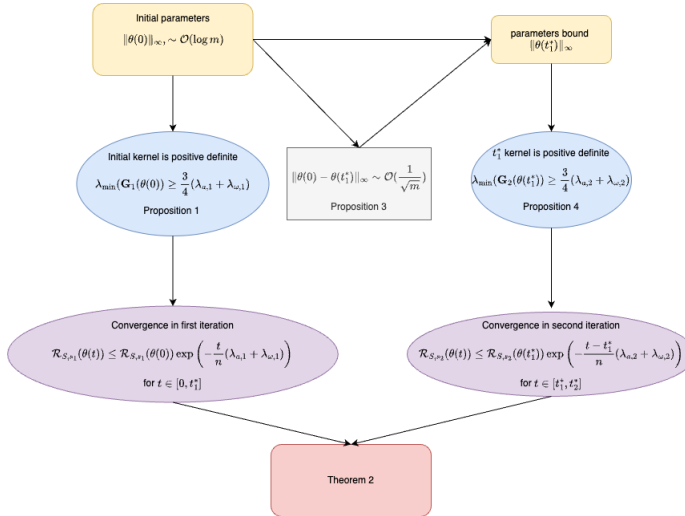 Initial parameters
‖θ(0)‖∞, ∼ 𝒪(log m)
parameters bound
‖θ(t₁*)‖∞
Initial kernel is positive definite
λ_min(G₁(θ(0)) ≥ 3/4 (λ_{a,1} + λ_{ω,1})
Proposition 1
‖θ(0) − θ(t₁*)‖∞ ∼ 𝒪(1/√m)
Proposition 3
t₁* kernel is positive definite
λ_min(G₂(θ(t₁*)) ≥ 3/4 (λ_{a,2} + λ_{ω,2})
Proposition 4
Convergence in first iteration
ℛ_{S,s₁}(θ(t)) ≤ ℛ_{S,s₁}(θ(0)) exp(−t/n (λ_{a,1} + λ_{ω,1}))
for t ∈ [0, t₁*]
Convergence in second iteration
ℛ_{S,s₂}(θ(t)) ≤ ℛ_{S,s₂}(θ(t₁*)) exp(−(t − t₁*)/n (λ_{a,2} + λ_{ω,2}))
for t ∈ [t₁*, t₂*]
Theorem 2